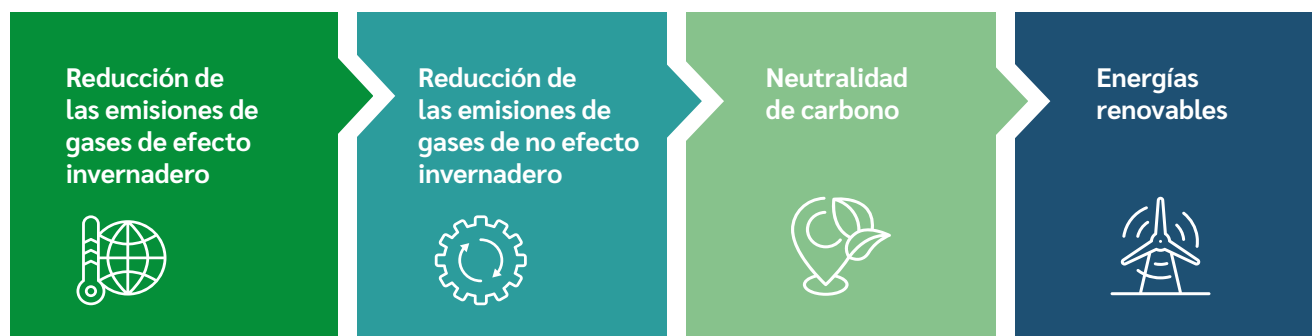 Reducción de
las emisiones de
gases de efecto
invernadero
Reducción de
las emisiones de
gases de no efecto
invernadero
Neutralidad
de carbono
Energías
renovables